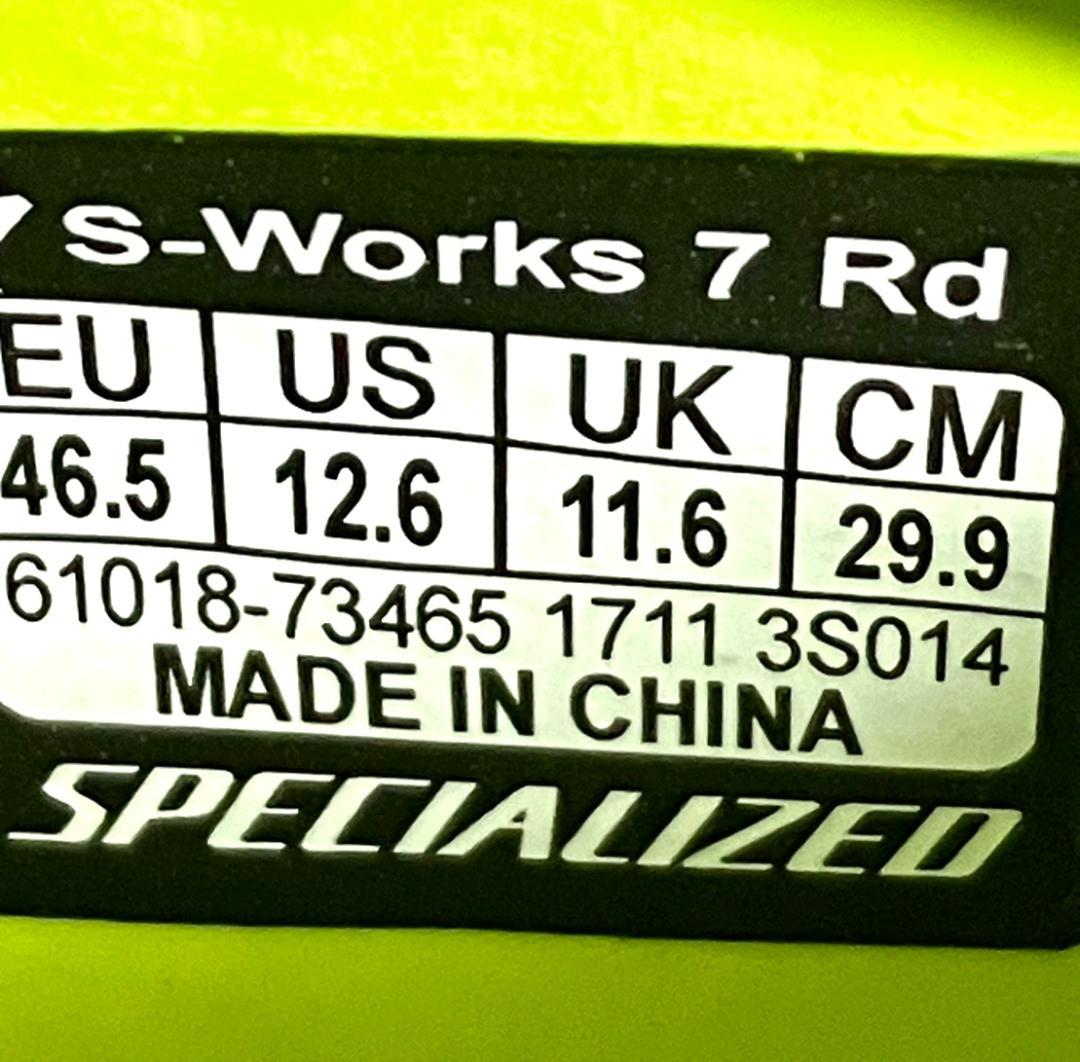 S-Works 7 Rd
EU US UK CM
46.5 12.6 11.6 29.9
61018-73465 1711 3S014
MADE IN CHINA
SPECIALIZED